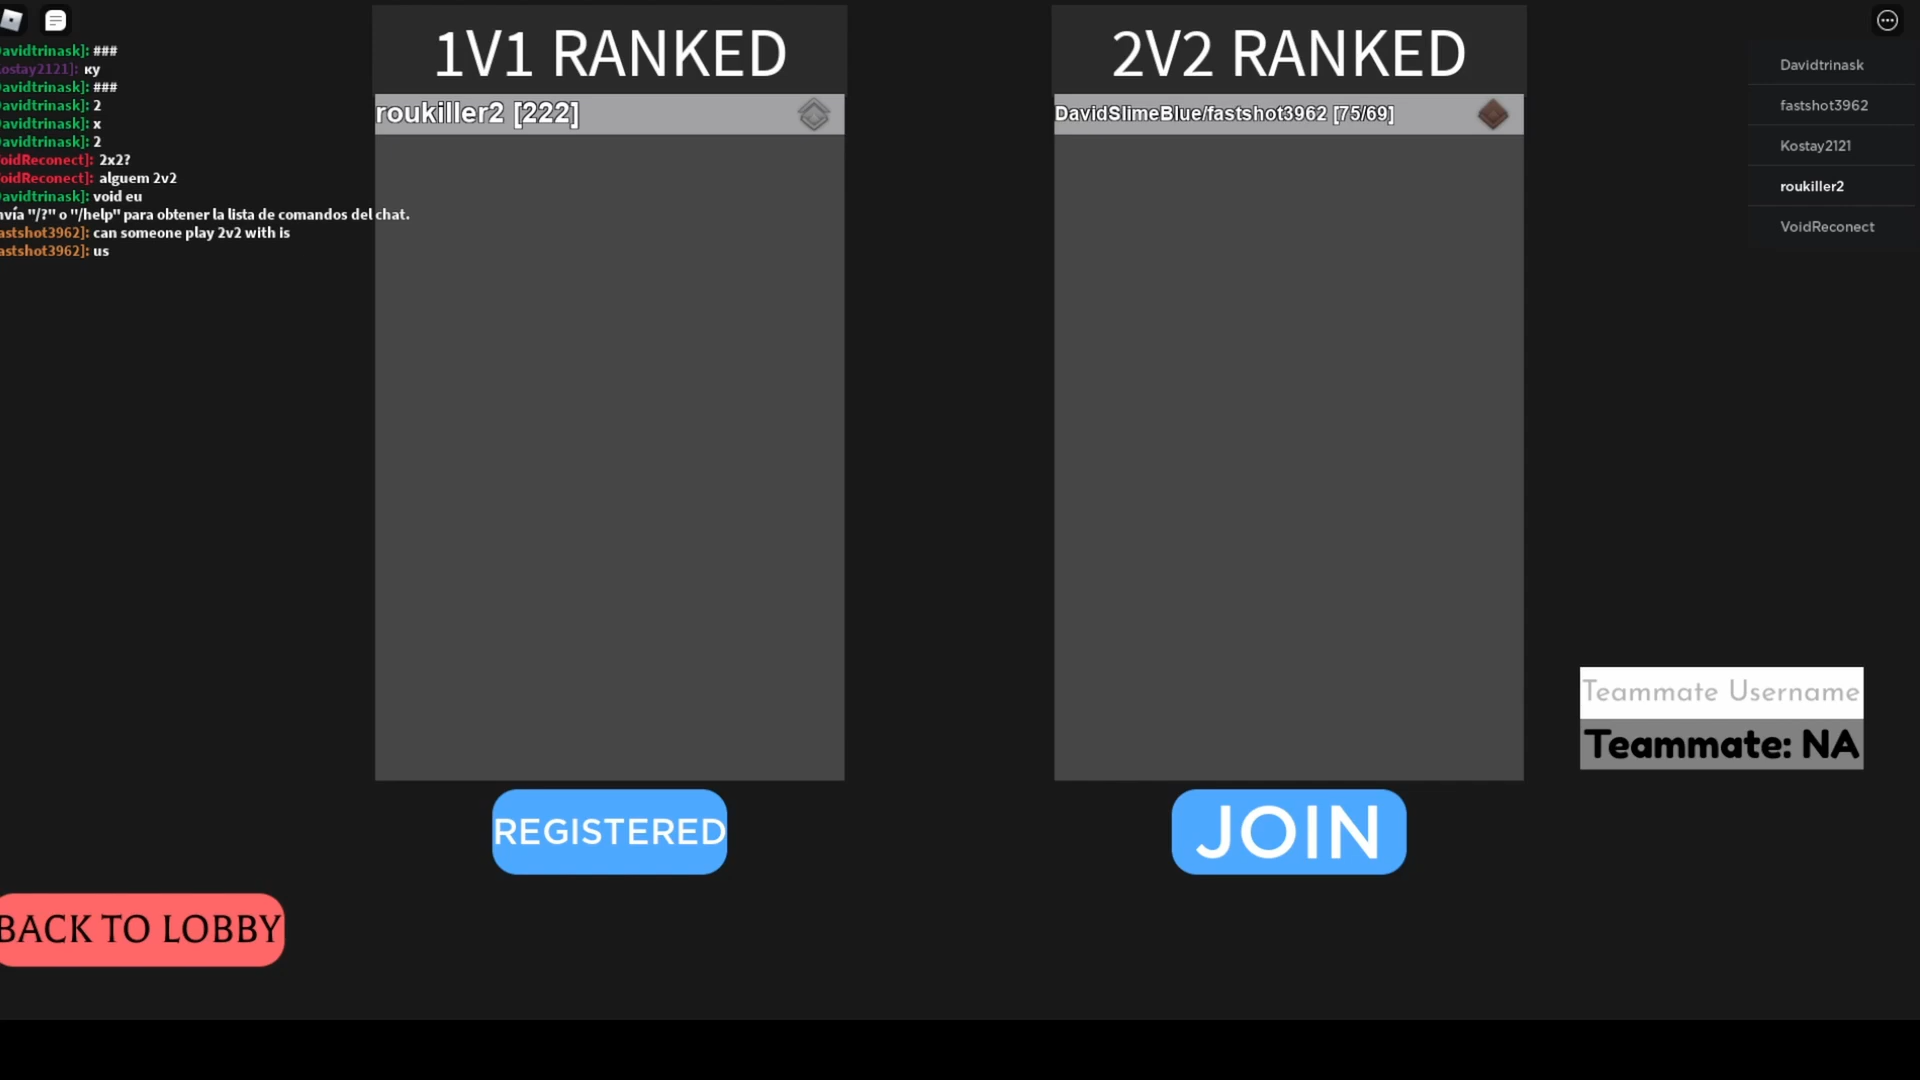 1V1 RANKED
roukiller2 [222]
REGISTERED
2V2 RANKED
DavidSlimeBlue/fastshot3962 [75/69]
JOIN
avidtrinask]: ###
ostay2121]: ку
avidtrinask]: ###
avidtrinask]: 2
avidtrinask]: x
avidtrinask]: 2
oidReconect]: 2x2?
oidReconect]: alguem 2v2
avidtrinask]: void eu
nvía "/?" o "/help" para obtener la lista de comandos del chat.
astshot3962]: can someone play 2v2 with is
astshot3962]: us
Davidtrinask
fastshot3962
Kostay2121
roukiller2
VoidReconect
Teammate Username
Teammate: NA
BACK TO LOBBY